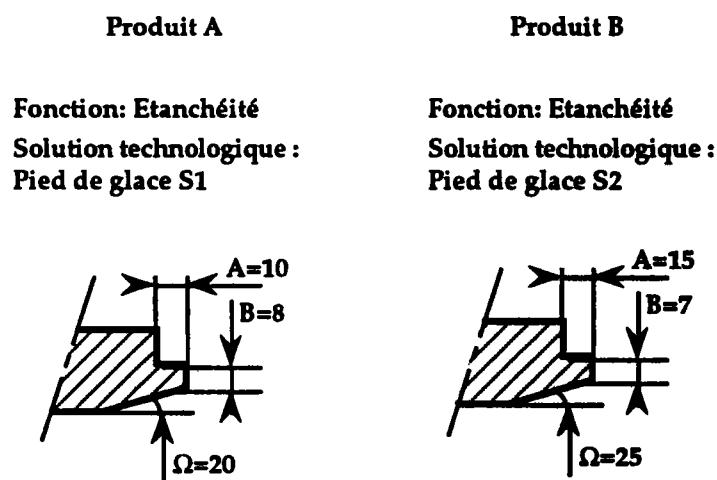 Produit A
Fonction: Etanchéité
Solution technologique :
Pied de glace S1
A=10
B=8
Ω=20
Produit B
Fonction: Etanchéité
Solution technologique :
Pied de glace S2
A=15
B=7
Ω=25